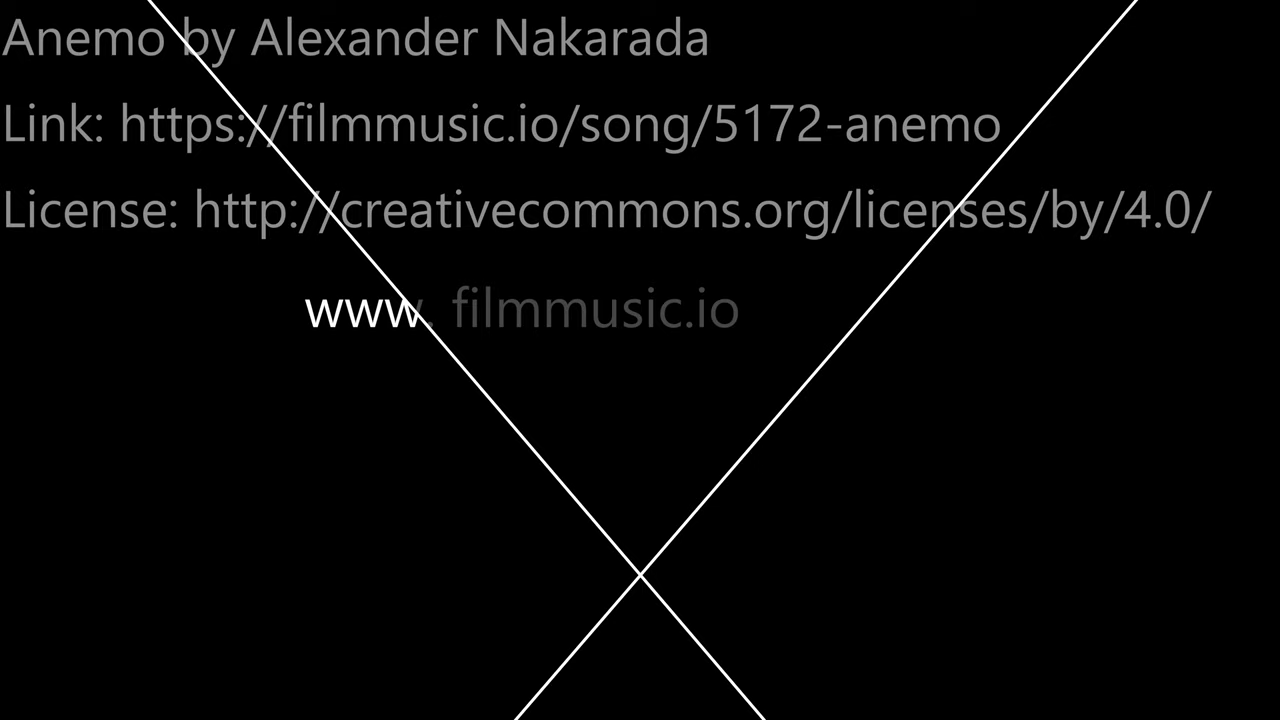 Anemo by Alexander Nakarada
Link: https://filmmusic.io/song/5172-anemo
License: http://creativecommons.org/licenses/by/4.0/
www. filmmusic.io